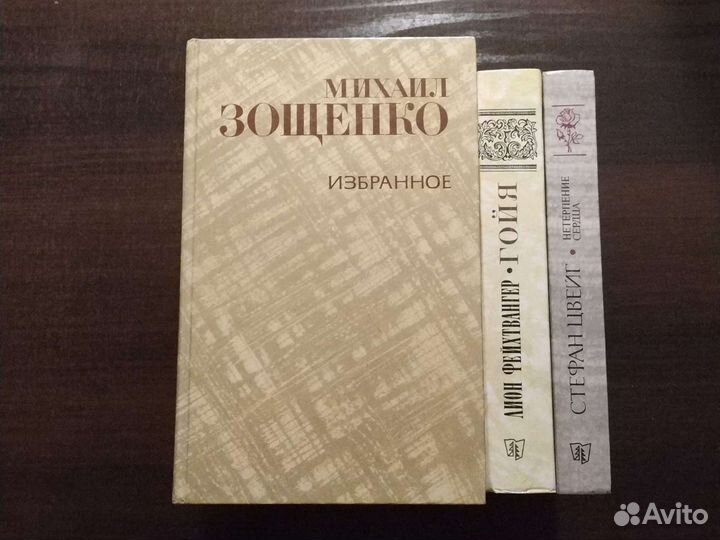 МИХАИЛ
ЗОЩЕНКО
ИЗБРАННОЕ
ЛИОН ФЕЙХТВАНГЕР • ГОЙЯ
СТЕФАН ЦВЕЙГ • НЕТЕРПЕНИЕ
СЕРДЦА
Avito